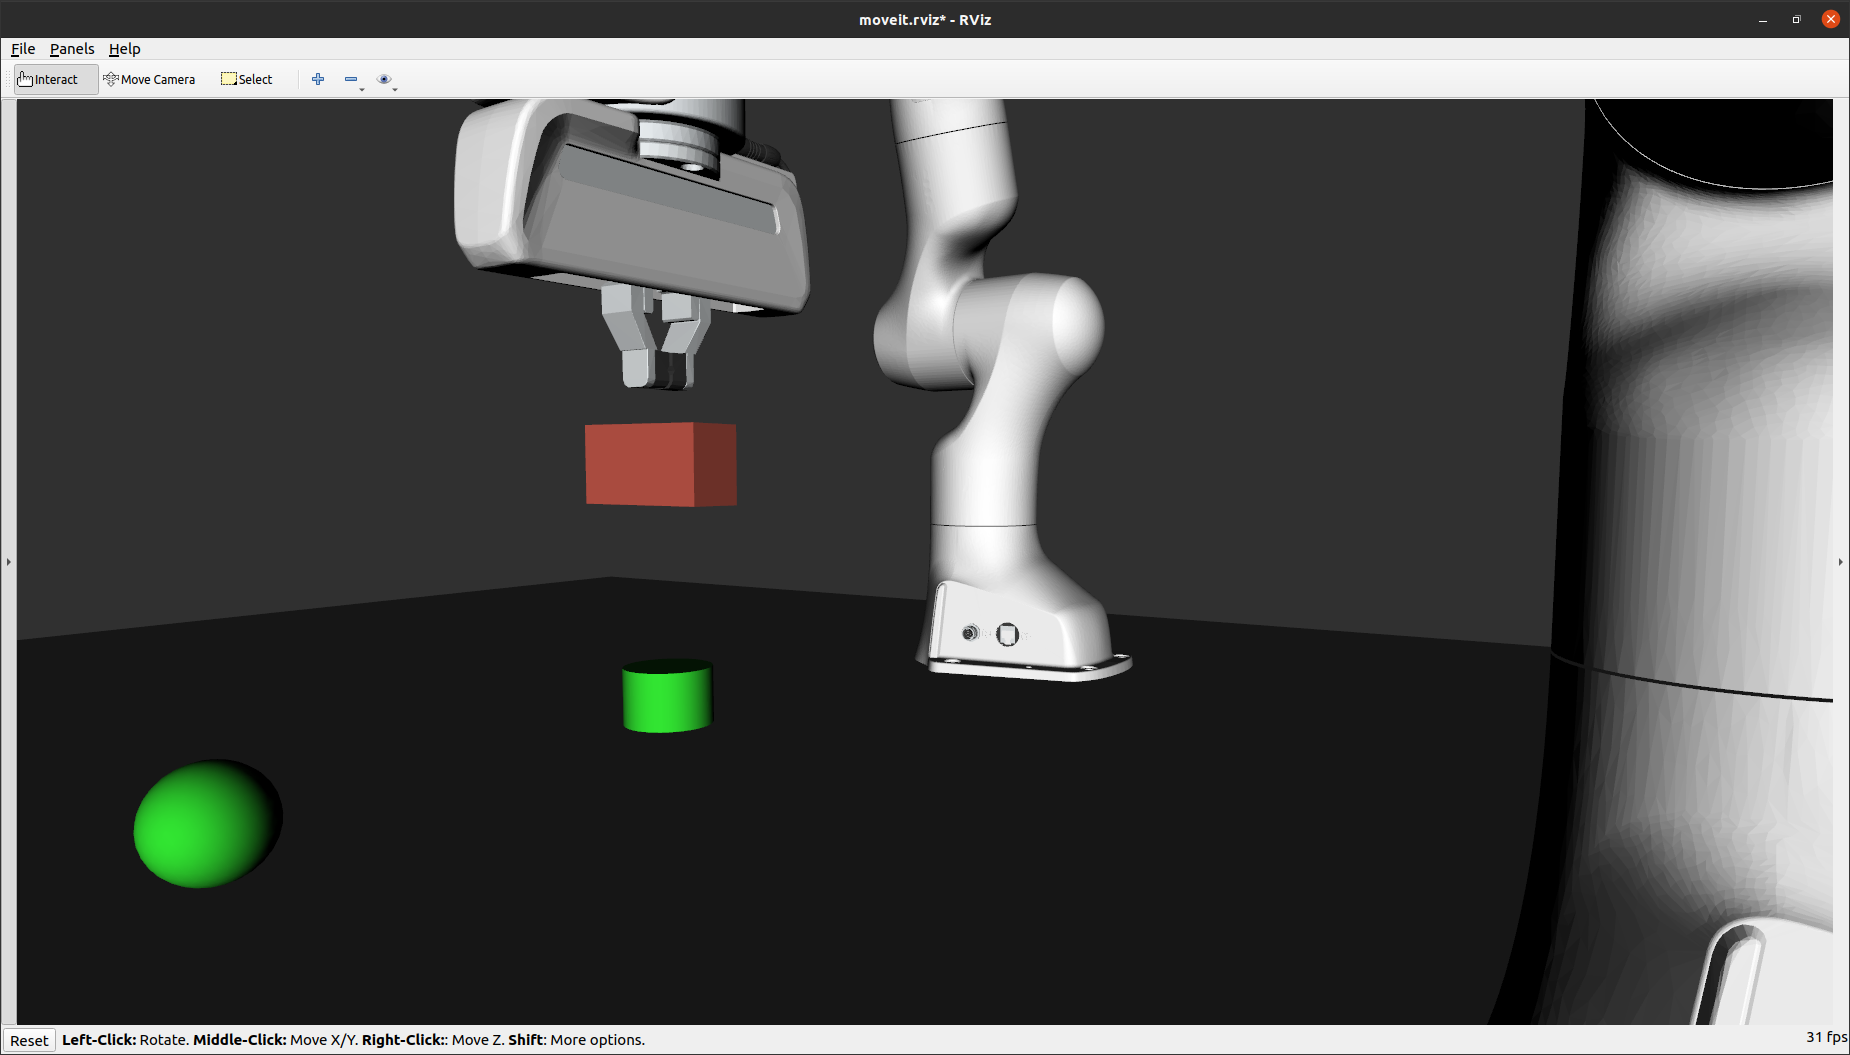 moveit.rviz* - RViz
File Panels Help
Interact Move Camera Select
Reset Left-Click: Rotate. Middle-Click: Move X/Y. Right-Click:: Move Z. Shift: More options. 31 fps